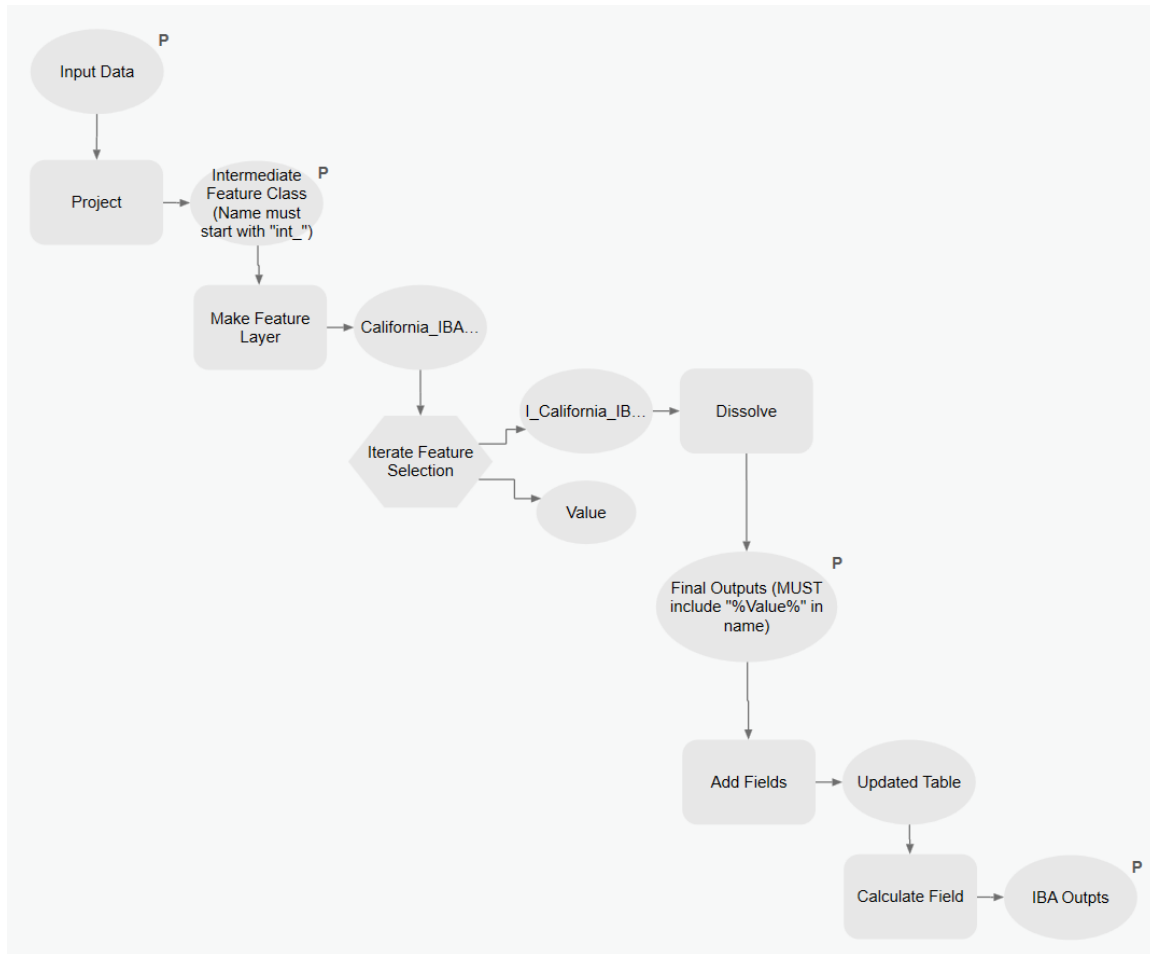 P
Input Data
Project
P
Intermediate
Feature Class
(Name must
start with "int_")
Make Feature
Layer
California_IBA...
Iterate Feature
Selection
I_California_IB...
Value
Dissolve
P
Final Outputs (MUST
include "%Value%" in
name)
Add Fields
Updated Table
Calculate Field
P
IBA Outpts